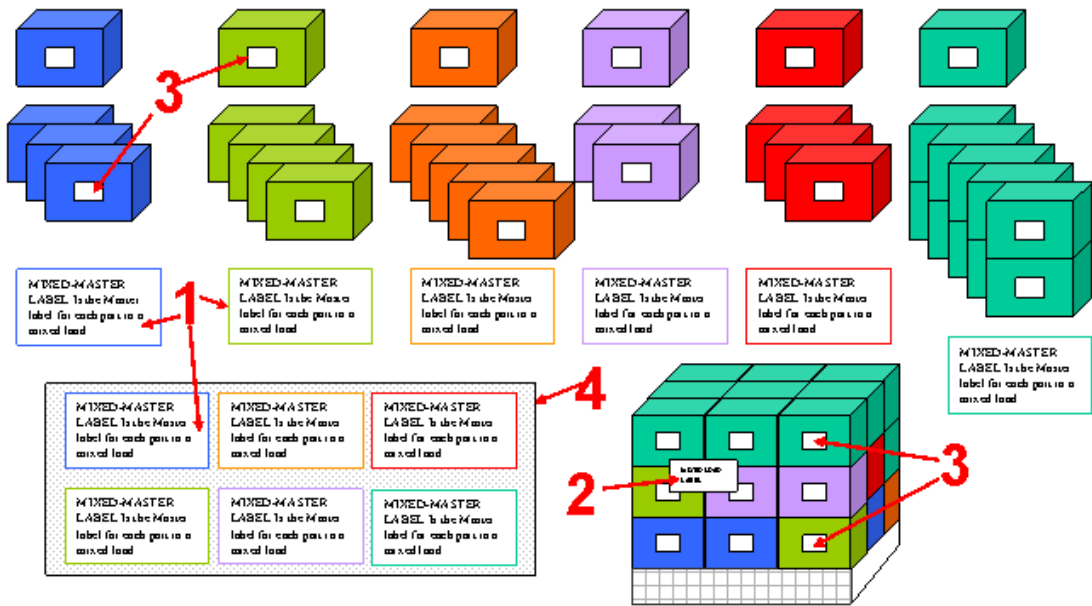 3
MIXED-MASTER
LABEL Is the Master
label for each part in a
mixed load
1
MIXED-MASTER
LABEL Is the Master
label for each part in a
mixed load
MIXED-MASTER
LABEL Is the Master
label for each part in a
mixed load
MIXED-MASTER
LABEL Is the Master
label for each part in a
mixed load
MIXED-MASTER
LABEL Is the Master
label for each part in a
mixed load
MIXED-MASTER
LABEL Is the Master
label for each part in a
mixed load
4
MIXED-MASTER
LABEL Is the Master
label for each part in a
mixed load
MIXED-MASTER
LABEL Is the Master
label for each part in a
mixed load
MIXED-MASTER
LABEL Is the Master
label for each part in a
mixed load
MIXED-MASTER
LABEL Is the Master
label for each part in a
mixed load
MIXED-MASTER
LABEL Is the Master
label for each part in a
mixed load
MIXED-MASTER
LABEL Is the Master
label for each part in a
mixed load
2
MIXED LOAD
LABEL
3